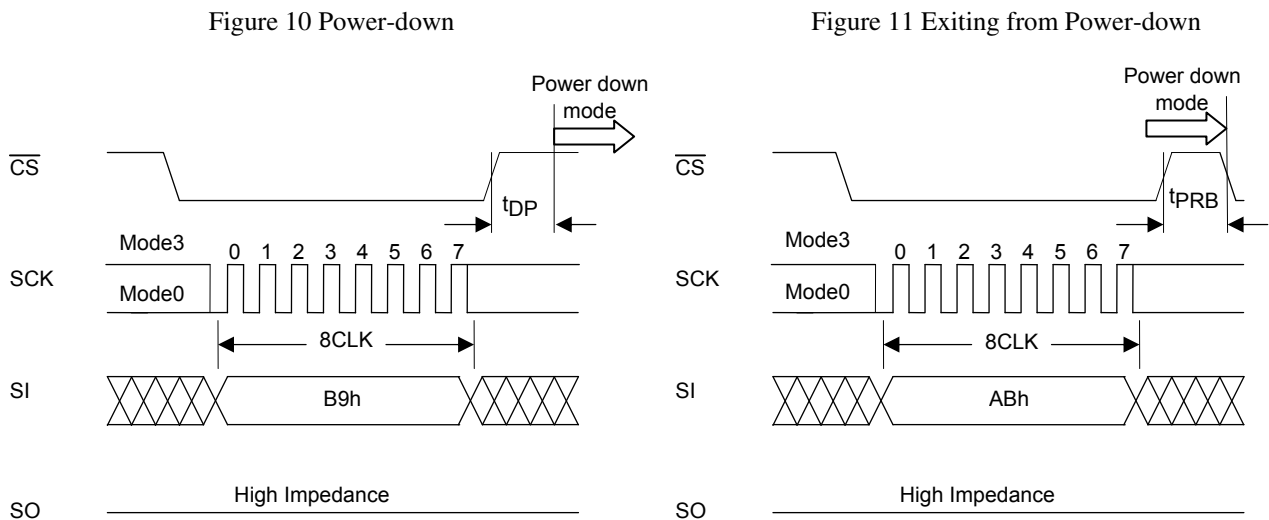 Figure 10 Power-down
Power down
mode
CS
tDP
Mode3
0 1 2 3 4 5 6 7
SCK
Mode0
8CLK
SI
B9h
High Impedance
SO
Figure 11 Exiting from Power-down
Power down
mode
CS
tPRB
Mode3
0 1 2 3 4 5 6 7
SCK
Mode0
8CLK
SI
ABh
High Impedance
SO